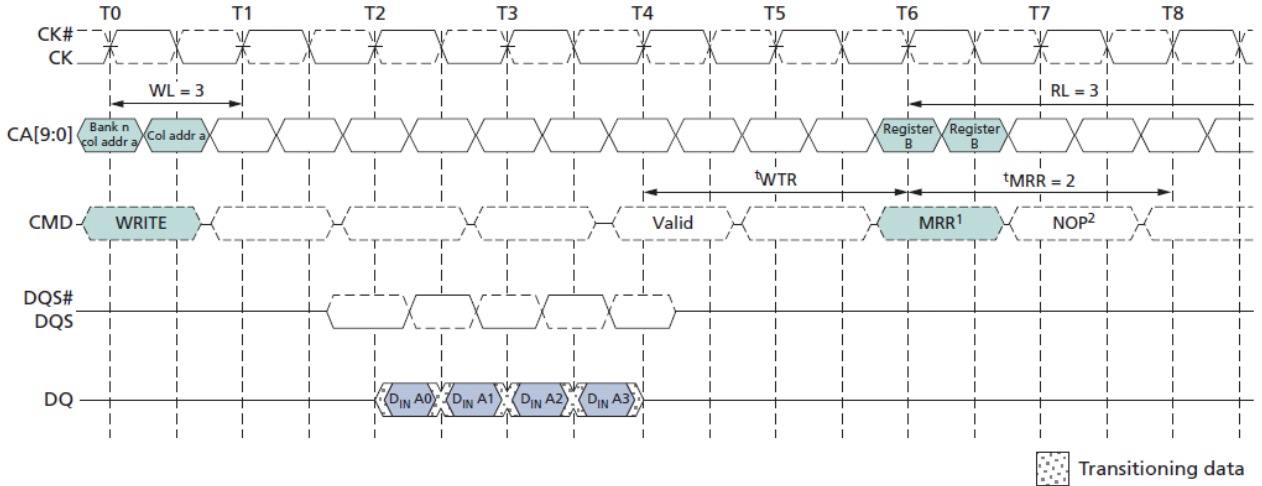 T0 T1 T2 T3 T4 T5 T6 T7 T8
CK#
CK
WL = 3 RL = 3
CA[9:0] Bank n col addr a Col addr a Register B Register B
tWTR tMRR = 2
CMD WRITE Valid MRR1 NOP2
DQS#
DQS
DQ DIN A0 DIN A1 DIN A2 DIN A3
Transitioning data